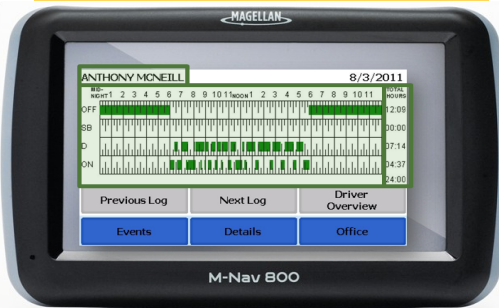 MAGELLAN
ANTHONY MCNEILL 8/3/2011
MID-NIGHT 1 2 3 4 5 6 7 8 9 10 11 NOON 1 2 3 4 5 6 7 8 9 10 11 TOTAL HOURS
OFF 12:09
SB 00:00
D 07:14
ON 04:37
24:00
Previous Log Next Log Driver Overview
Events Details Office
M-Nav 800